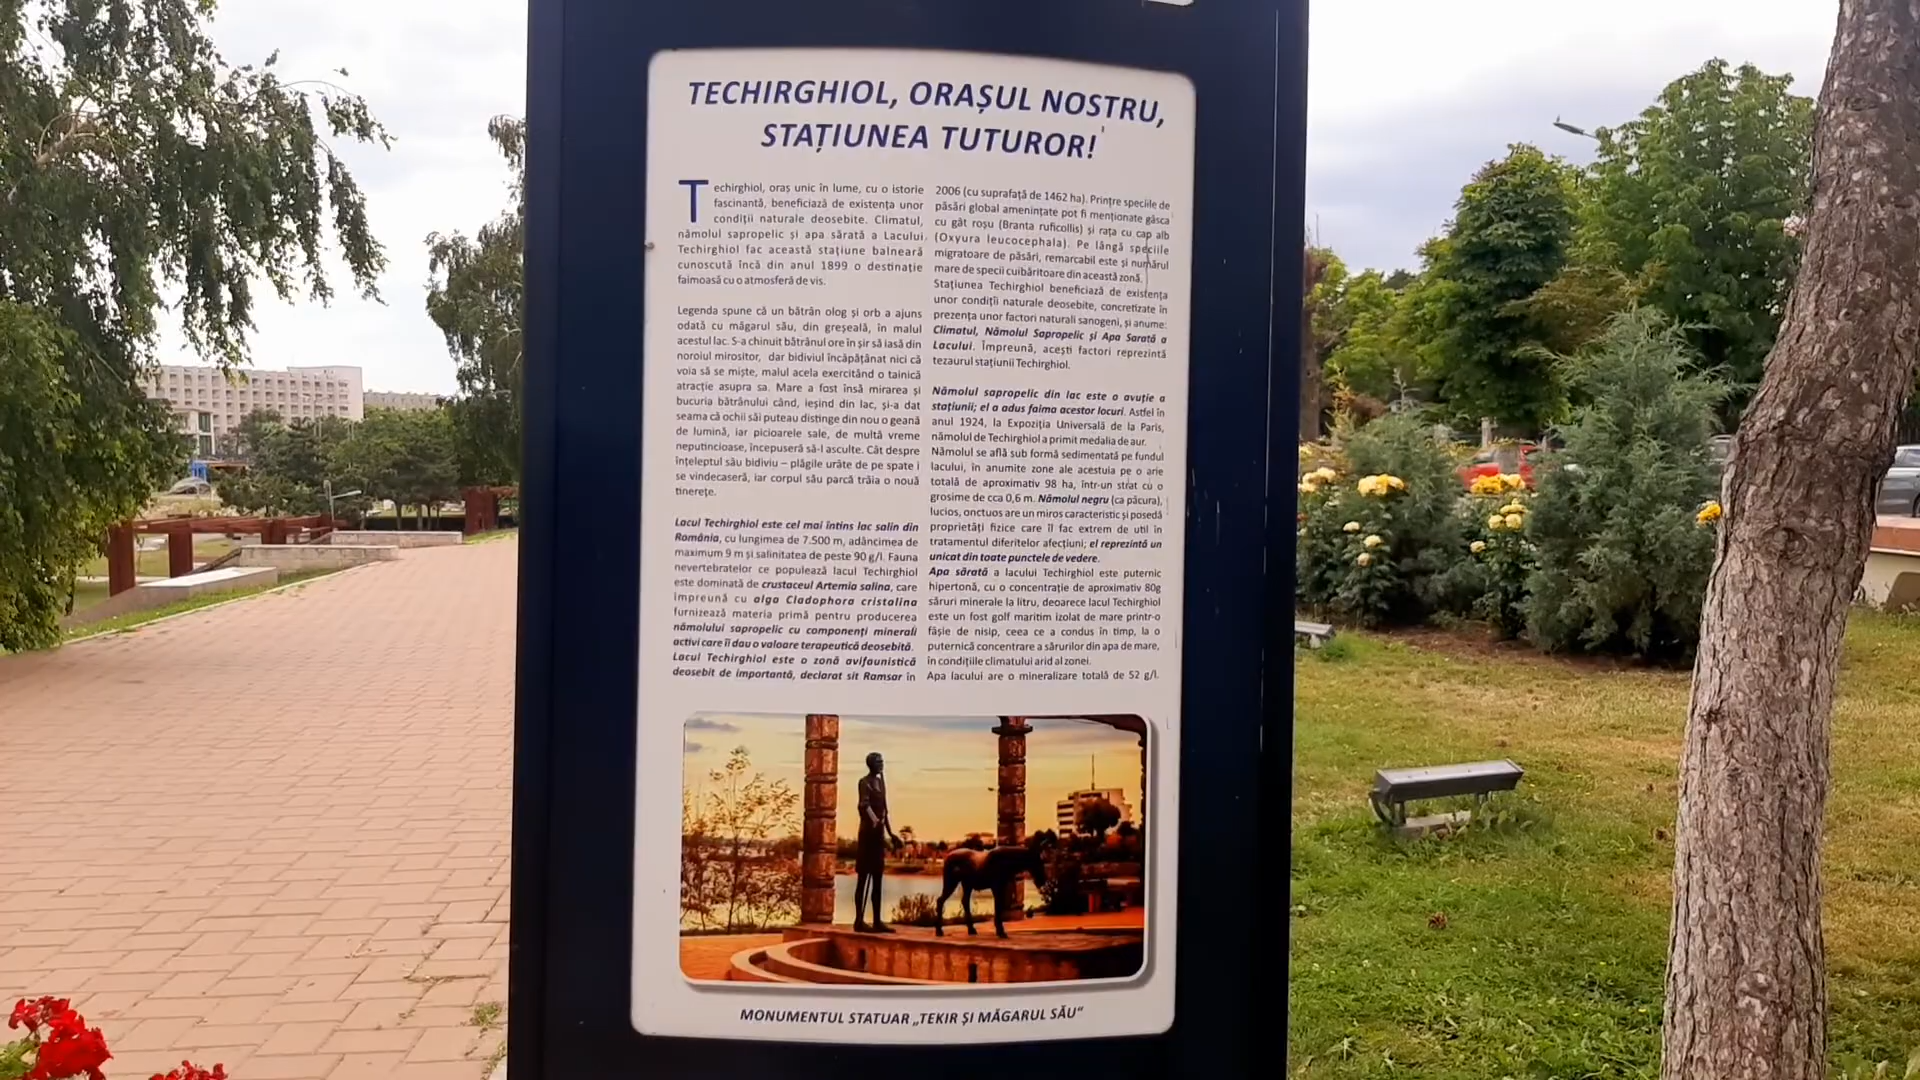 TECHIRGHIOL, ORAȘUL NOSTRU,
STAȚIUNEA TUTUROR!
Techirghiol, oraș unic în lume, cu o istorie
fascinantă, beneficiază de existența unor
condiții naturale deosebite. Climatul,
nămolul sapropelic și apa sărată a Lacului
Techirghiol fac această stațiune balneară
cunoscută încă din anul 1899 o destinație
faimoasă cu o atmosferă de vis.
Legenda spune că un bătrân olog și orb a ajuns
odată cu măgarul său, din greșeală, în malul
acestul lac. S-a chinuit bătrânul ore în șir să iasă din
noroiul mirositor, dar bidiviul încăpățânat nici că
voia să se miște, malul acela exercitând o tainică
atracție asupra sa. Mare a fost însă mirarea și
bucuria bătrânului când, ieșind din lac, și-a dat
seama că ochii săi puteau distinge din nou o geană
de lumină, iar picioarele sale, de multă vreme
neputincioase, începuseră să-l asculte. Cât despre
înțeleptul său bidiviu – plăgile urâte de pe spate i
se vindecaseră, iar corpul său parcă trăia o nouă
tinerețe.
Lacul Techirghiol este cel mai întins lac salin din
România, cu lungimea de 7.500 m, adâncimea de
maximum 9 m și salinitatea de peste 90 g/l. Fauna
nevertebratelor ce populează lacul Techirghiol
este dominată de crustaceul Artemia salina, care
împreună cu alga Cladophora cristalina
furnizează materia primă pentru producerea
nămolului sapropelic cu componenți minerali
activi care îi dau o valoare terapeutică deosebită.
Lacul Techirghiol este o zonă avifaunistică
deosebit de importantă, declarat sit Ramsar în
2006 (cu suprafață de 1462 ha). Printre speciile de
păsări global amenințate pot fi menționate gâsca
cu gât roșu (Branta ruficollis) și rața cu cap alb
(Oxyura leucocephala). Pe lângă speciile
migratoare de păsări, remarcabil este și numărul
mare de specii cuibăritoare din această zonă.
Stațiunea Techirghiol beneficiază de existența
unor condiții naturale deosebite, concretizate în
prezența unor factori naturali sanogeni, și anume:
Climatul, Nămolul Sapropelic și Apa Sarată a
Lacului. Împreună, acești factori reprezintă
tezaurul stațiunii Techirghiol.
Nămolul sapropelic din lac este o avuție a
stațiunii; el a adus faima acestor locuri. Astfel în
anul 1924, la Expoziția Universală de la Paris,
nămolul de Techirghiol a primit medalia de aur.
Nămolul se află sub formă sedimentată pe fundul
lacului, în anumite zone ale acestuia pe o arie
totală de aproximativ 98 ha, într-un strat cu o
grosime de cca 0,6 m. Nămolul negru (ca păcura),
lucios, onctuos are un miros caracteristic și posedă
proprietăți fizice care îl fac extrem de util în
tratamentul diferitelor afecțiuni; el reprezintă un
unicat din toate punctele de vedere.
Apa sărată a lacului Techirghiol este puternic
hipertonă, cu o concentrație de aproximativ 80g
săruri minerale la litru, deoarece lacul Techirghiol
este un fost golf maritim izolat de mare printr-o
fâșie de nisip, ceea ce a condus în timp, la o
puternică concentrare a sărurilor din apa de mare,
în condițiile climatului arid al zonei.
Apa lacului are o mineralizare totală de 52 g/l.
MONUMENTUL STATUAR „TEKIR ȘI MĂGARUL SĂU“